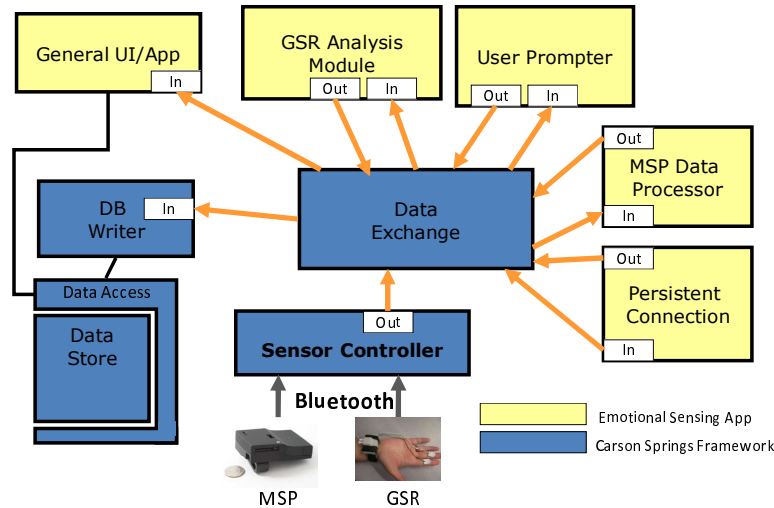 General UI/App
In
GSR Analysis
Module
Out
In
User Prompter
Out
In
Out
MSP Data
Processor
In
DB
Writer
In
Data
Exchange
Out
Persistent
Connection
In
Data Access
Data
Store
Out
Sensor Controller
Bluetooth
MSP
GSR
Emotional Sensing App
Carson Springs Framework